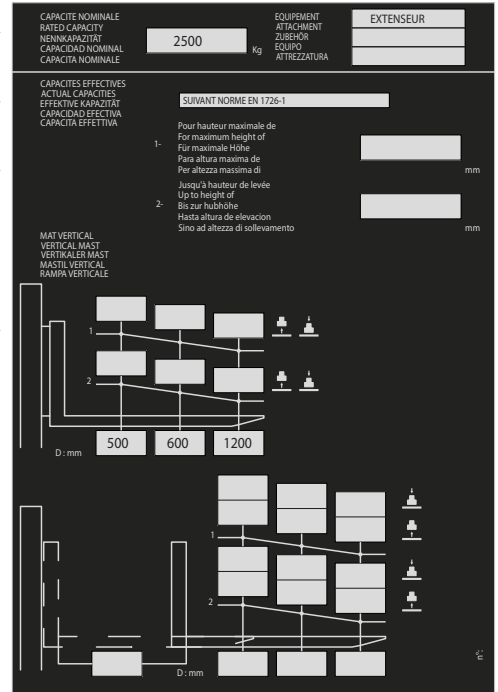 CAPACITE NOMINALE
RATED CAPACITY
NENNKAPAZITÄT
CAPACIDAD NOMINAL
CAPACITA NOMINALE
2500
Kg
EQUIPEMENT
ATTACHMENT
ZUBEHÖR
EQUIPO
ATTREZZATURA
EXTENSEUR
CAPACITES EFFECTIVES
ACTUAL CAPACITIES
EFFEKTIVE KAPAZITÄT
CAPACIDAD EFECTIVA
CAPACITA EFFETTIVA
SUIVANT NORME EN 1726-1
1-
Pour hauteur maximale de
For maximum height of
Für maximale Höhe
Para altura maxima de
Per altezza massima di
mm
2-
Jusqu'à hauteur de levée
Up to height of
Bis zur hubhöhe
Hasta altura de elevacion
Sino ad altezza di sollevamento
mm
MAT VERTICAL
VERTICAL MAST
VERTIKALER MAST
MASTIL VERTICAL
RAMPA VERTICALE
1
2
D : mm
500
600
1200
1
2
D : mm